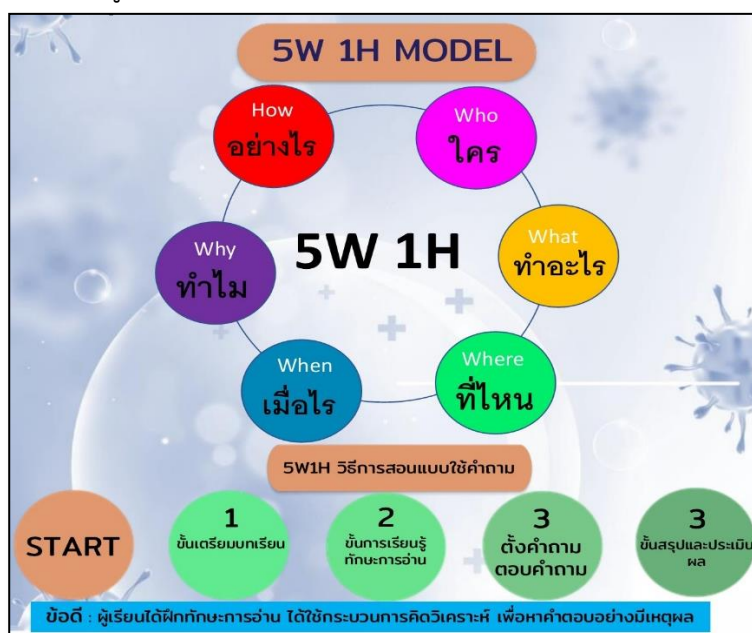 5W 1H MODEL
How
อย่างไร
Who
ใคร
Why
ทำไม
5W 1H
What
ทำอะไร
When
เมื่อไร
Where
ที่ไหน
5W1H วิธีการสอนแบบใช้คำถาม
START
1
ขั้นเตรียมบทเรียน
2
ขั้นการเรียนรู้
ทักษะการอ่าน
3
ตั้งคำถาม
ตอบคำถาม
3
ขั้นสรุปและประเมิน
ผล
ข้อดี : ผู้เรียนได้ฝึกทักษะการอ่าน ได้ใช้กระบวนการคิดวิเคราะห์ เพื่อหาคำตอบอย่างมีเหตุผล